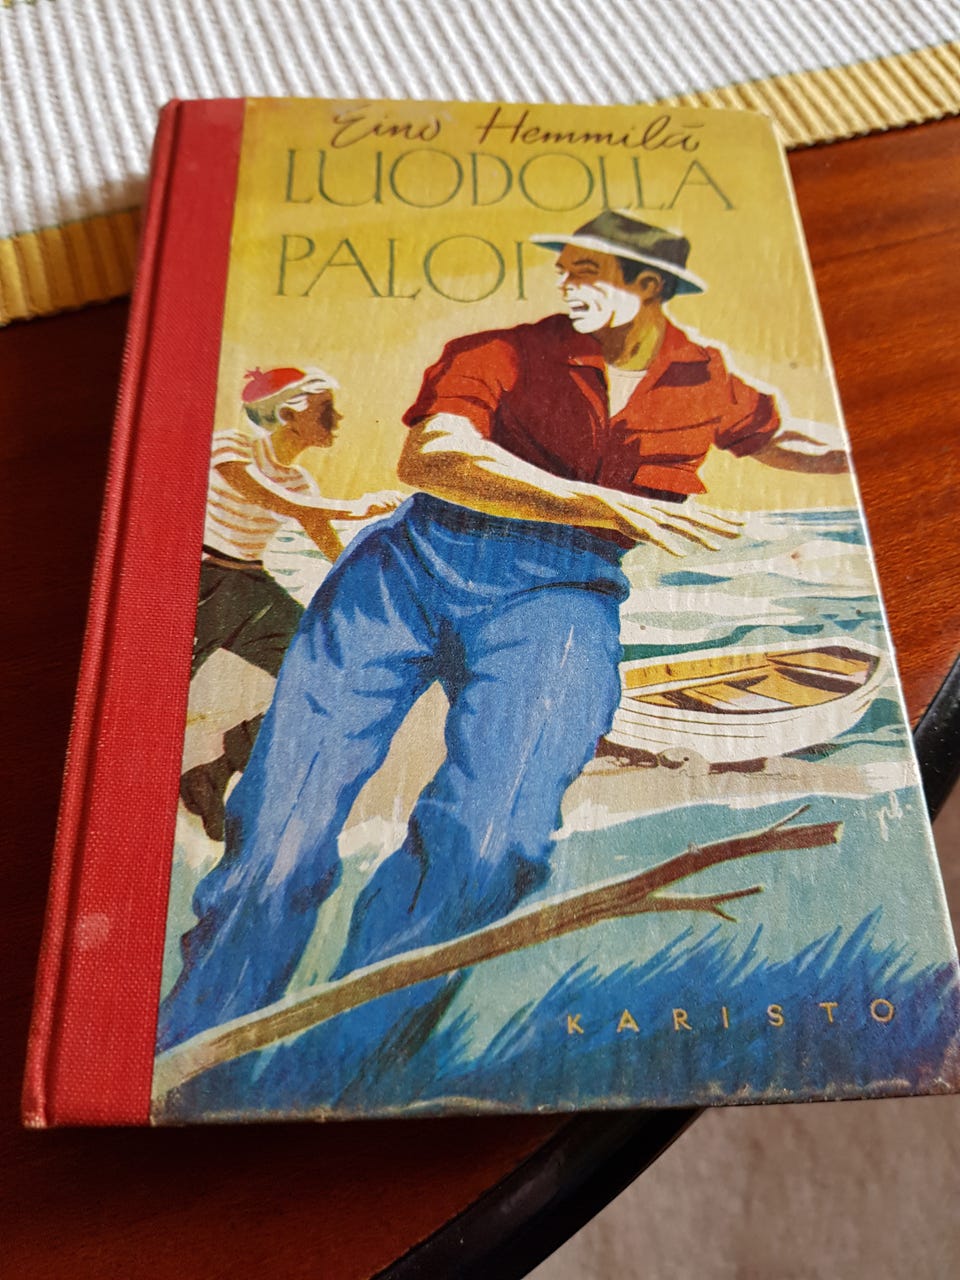 Eino Hemmilä
LUODOLLA
PALOI
KARISTO